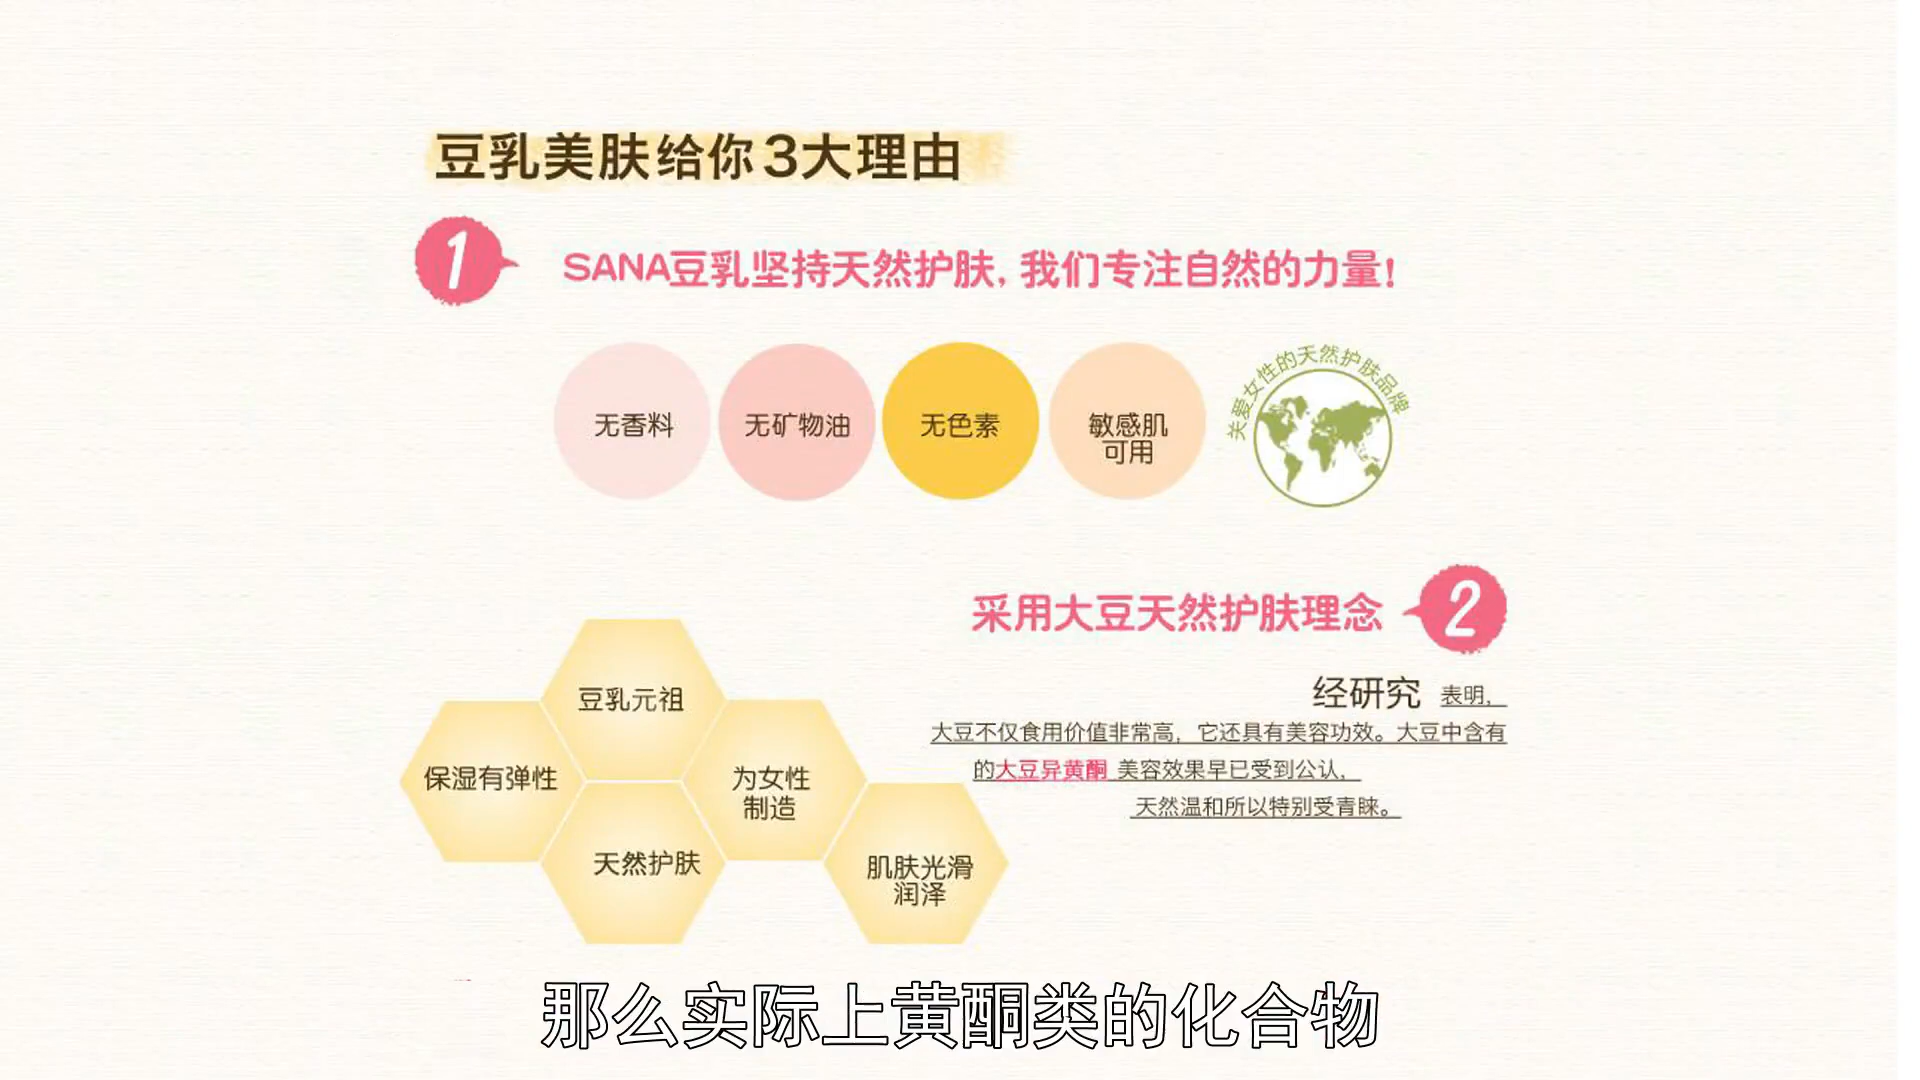 豆乳美肤给你3大理由
1
SANA豆乳坚持天然护肤, 我们专注自然的力量!
无香料
无矿物油
无色素
敏感肌
可用
关爱女性的天然护肤品牌
采用大豆天然护肤理念
2
经研究 表明,
大豆不仅食用价值非常高, 它还具有美容功效。大豆中含有
的大豆异黄酮 美容效果早已受到公认,
天然温和所以特别受青睐。
豆乳元祖
保湿有弹性
为女性
制造
天然护肤
肌肤光滑
润泽
那么实际上黄酮类的化合物